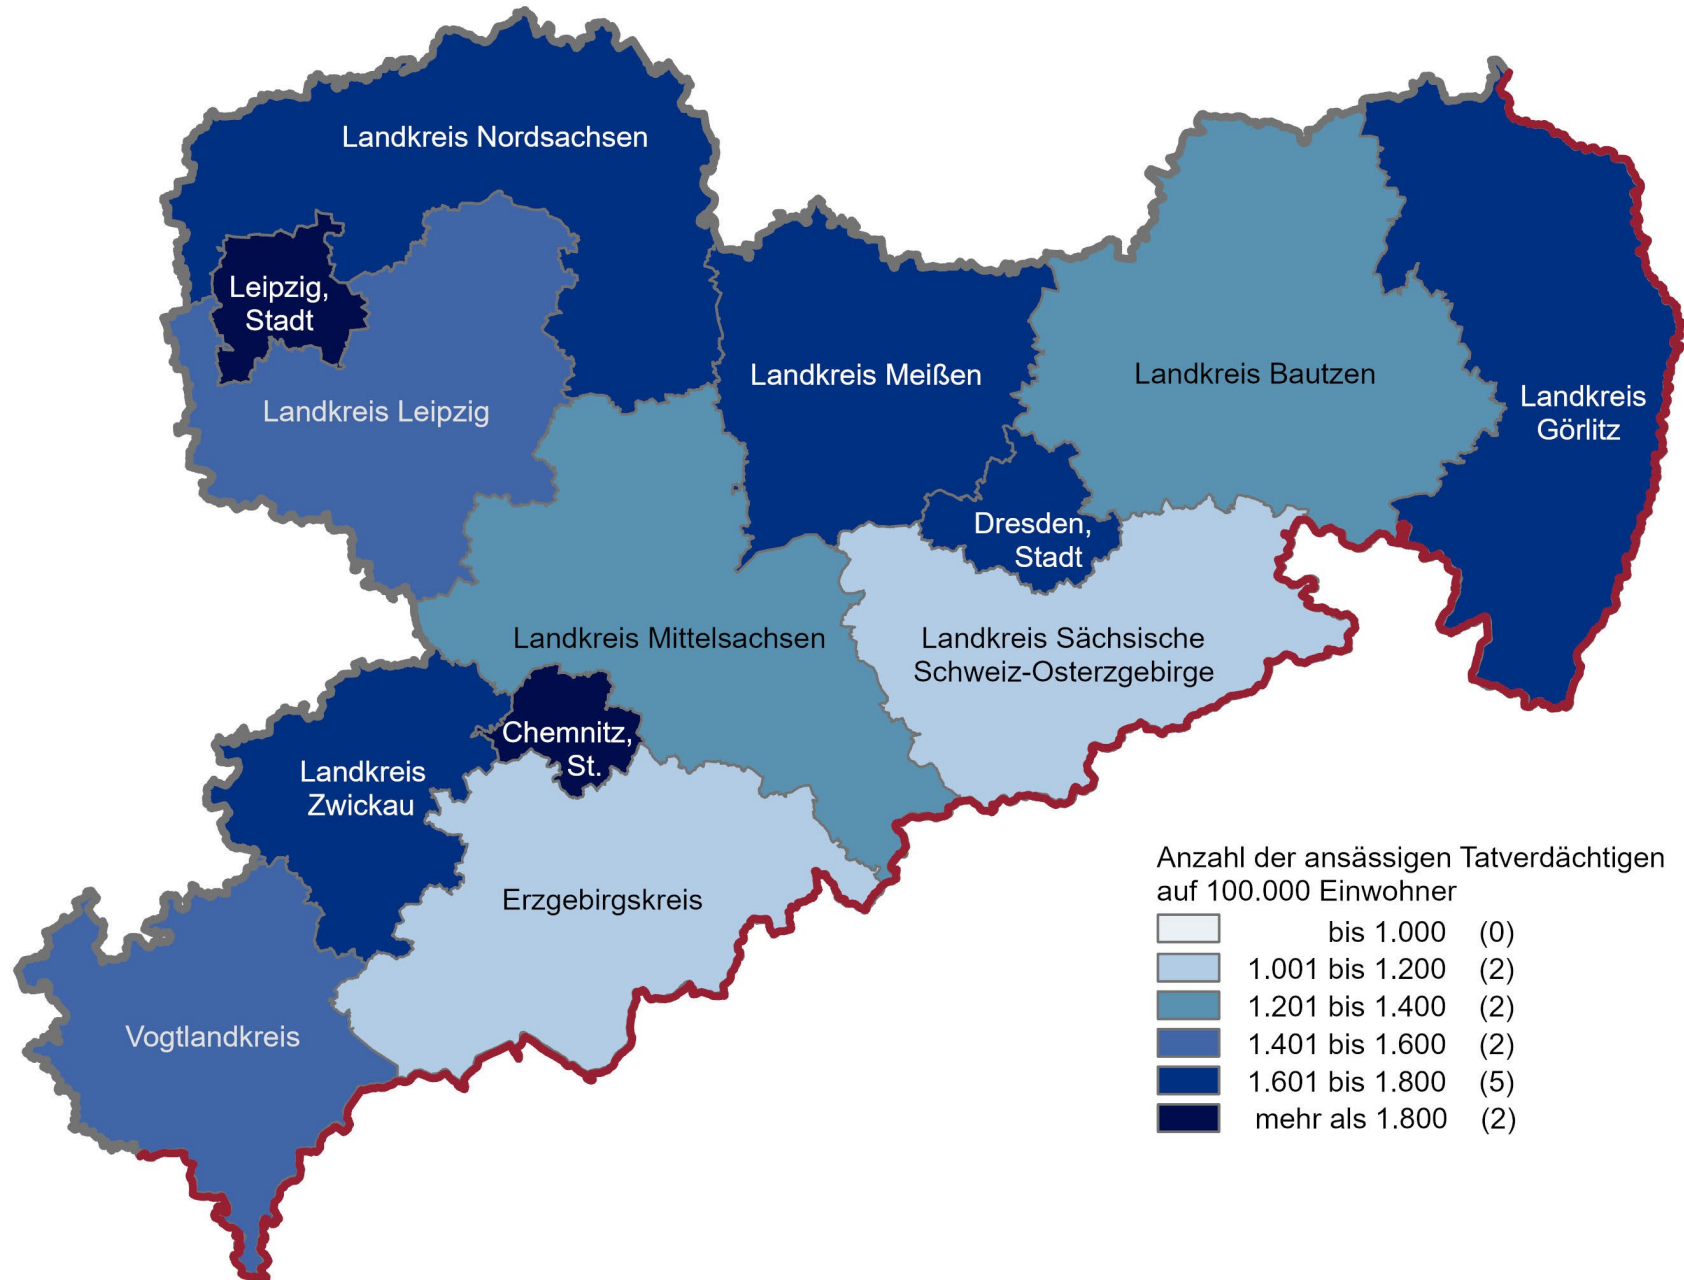 Landkreis Nordsachsen
Leipzig,
Stadt
Landkreis Leipzig
Landkreis Meißen
Landkreis Bautzen
Landkreis
Görlitz
Dresden,
Stadt
Landkreis Mittelsachsen
Landkreis Sächsische
Schweiz-Osterzgebirge
Chemnitz,
St.
Landkreis
Zwickau
Erzgebirgskreis
Vogtlandkreis
Anzahl der ansässigen Tatverdächtigen
auf 100.000 Einwohner
bis 1.000 (0)
1.001 bis 1.200 (2)
1.201 bis 1.400 (2)
1.401 bis 1.600 (2)
1.601 bis 1.800 (5)
mehr als 1.800 (2)